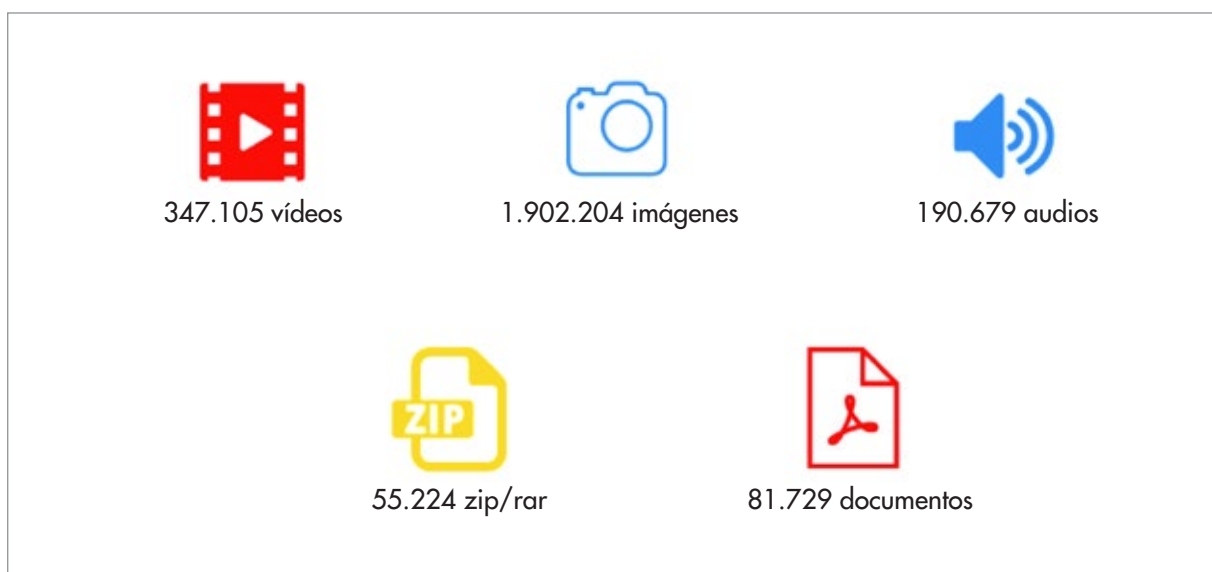 347.105 vídeos
1.902.204 imágenes
190.679 audios
ZIP
55.224 zip/rar
81.729 documentos